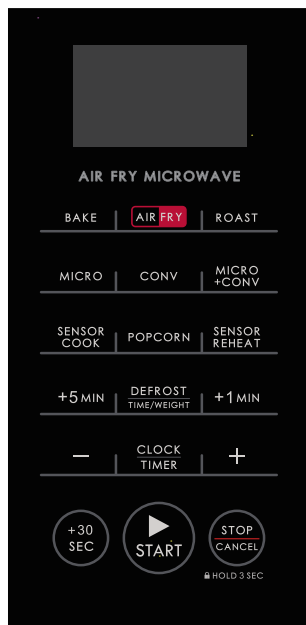 AIR FRY MICROWAVE
BAKE AIR FRY ROAST
MICRO CONV MICRO +CONV
SENSOR COOK POPCORN SENSOR REHEAT
+5 MIN DEFROST TIME/WEIGHT +1 MIN
− CLOCK TIMER +
+30 SEC START STOP CANCEL
HOLD 3 SEC